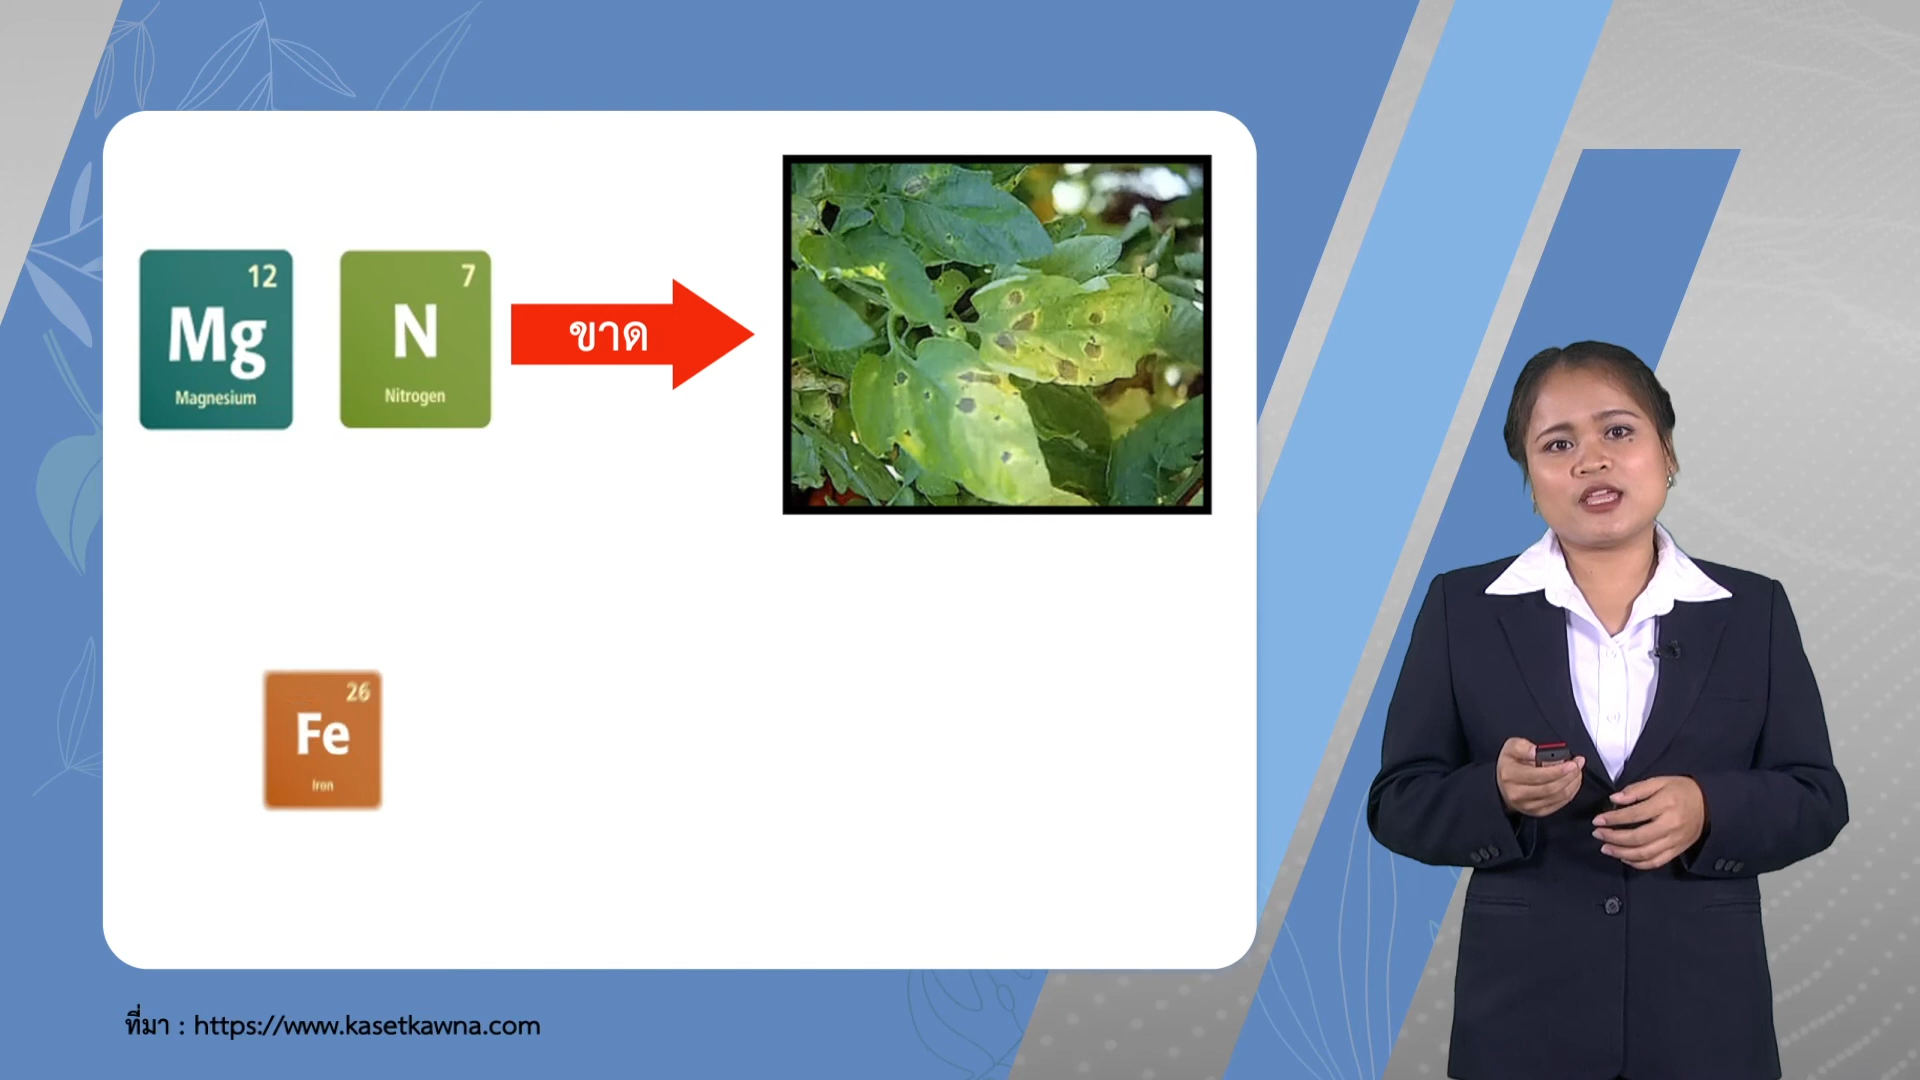 12
Mg
Magnesium
7
N
Nitrogen
ขาด
26
Fe
Iron
ที่มา : https://www.kasetkawna.com